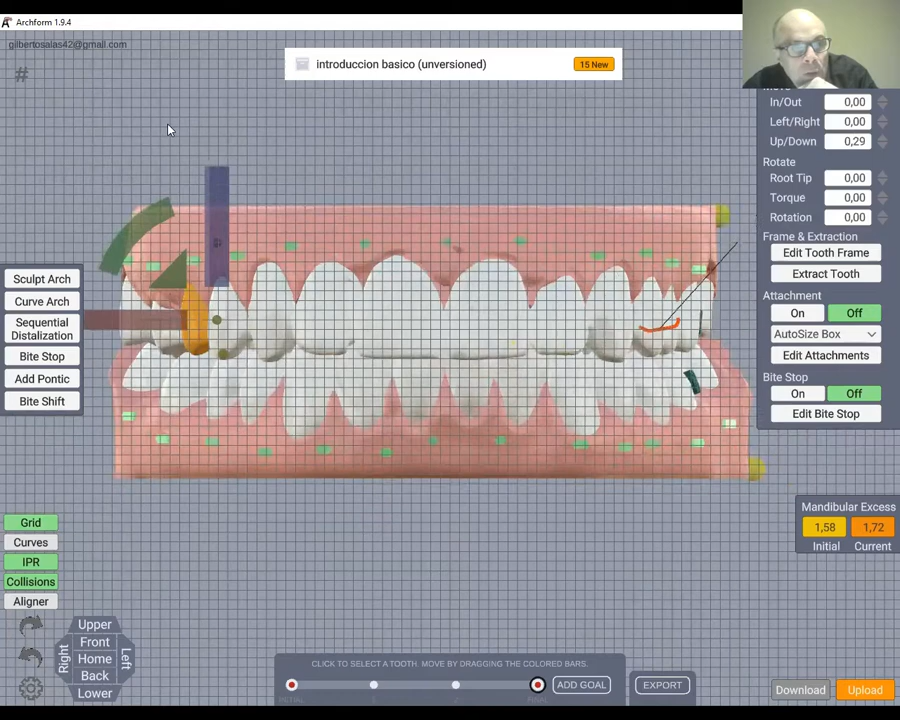 Archform 1.9.4
gilbertosalas42@gmail.com
#
introduccion basico (unversioned)
15 New
In/Out 0,00
Left/Right 0,00
Up/Down 0,29
Rotate
Root Tip 0,00
Torque 0,00
Rotation 0,00
Frame & Extraction
Edit Tooth Frame
Extract Tooth
Attachment
On Off
AutoSize Box
Edit Attachments
Bite Stop
On Off
Edit Bite Stop
Sculpt Arch
Curve Arch
Sequential
Distalization
Bite Stop
Add Pontic
Bite Shift
Mandibular Excess
1,58 1,72
Initial Current
Grid
Curves
IPR
Collisions
Aligner
Upper
Front
Right Home Left
Back
Lower
CLICK TO SELECT A TOOTH. MOVE BY DRAGGING THE COLORED BARS.
ADD GOAL
EXPORT
Download Upload